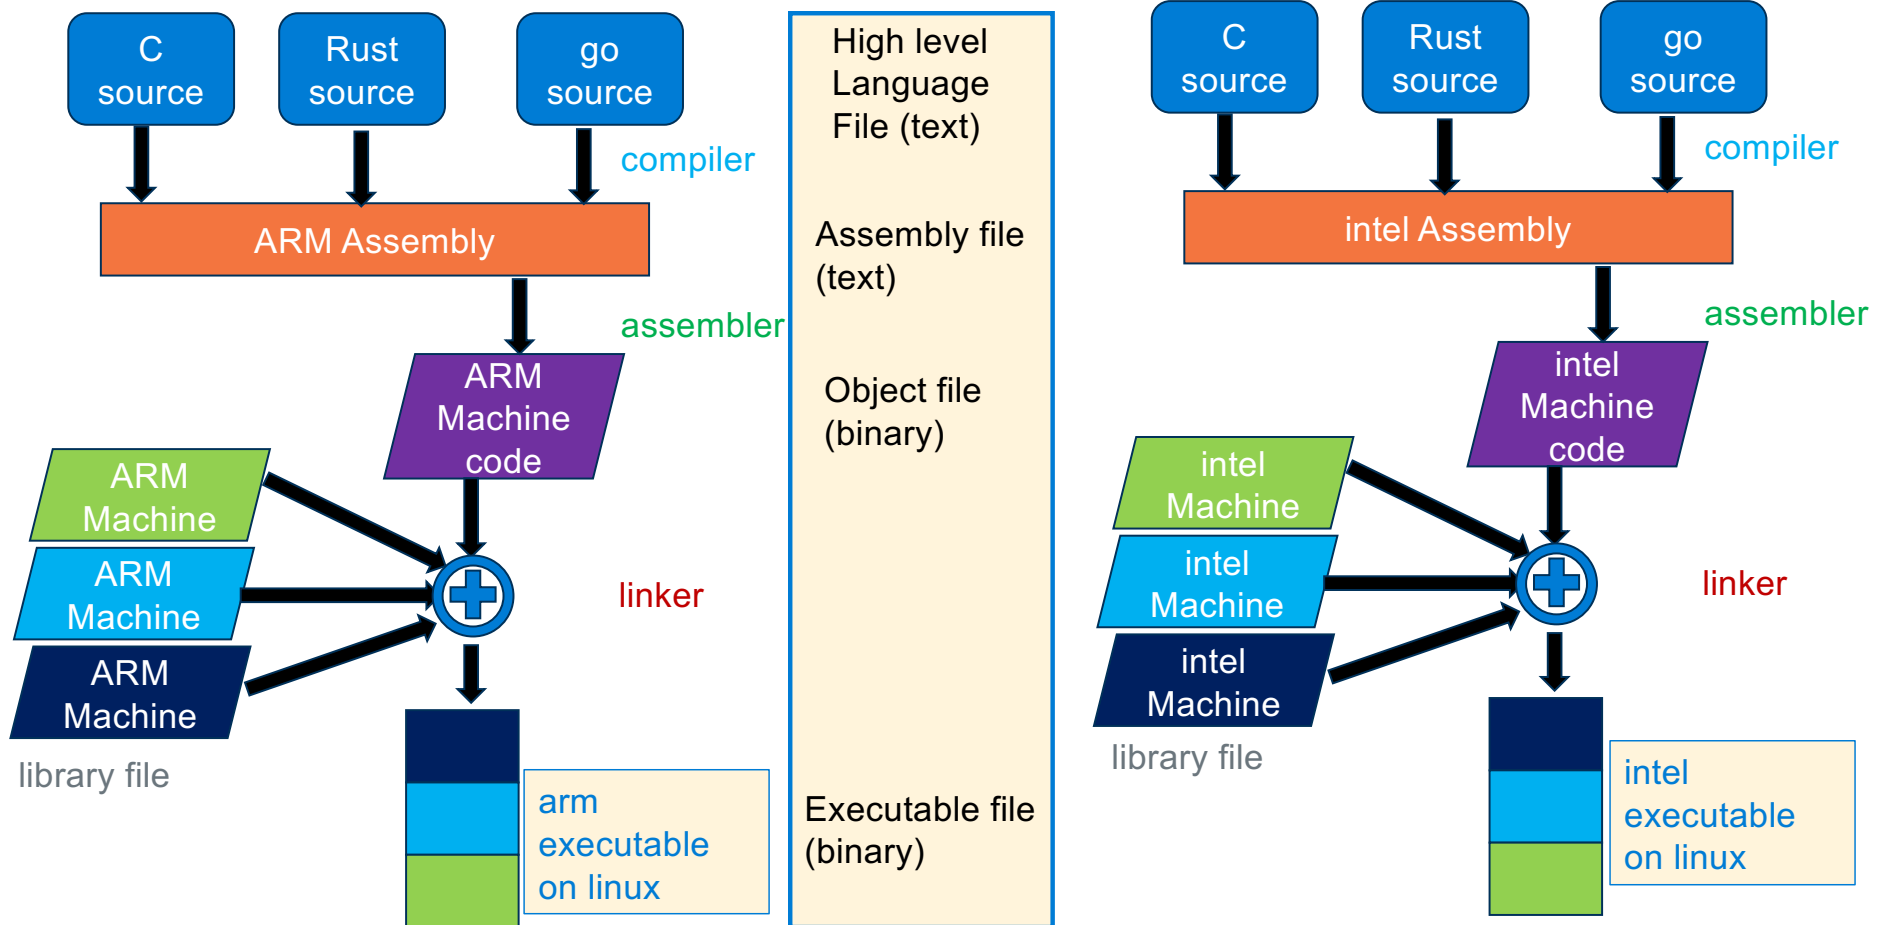 C
source
Rust
source
go
source
compiler
ARM Assembly
assembler
ARM
Machine
code
ARM
Machine
ARM
Machine
ARM
Machine
library file
linker
arm
executable
on linux
High level
Language
File (text)
Assembly file
(text)
Object file
(binary)
Executable file
(binary)
C
source
Rust
source
go
source
compiler
intel Assembly
assembler
intel
Machine
code
intel
Machine
intel
Machine
intel
Machine
library file
linker
intel
executable
on linux